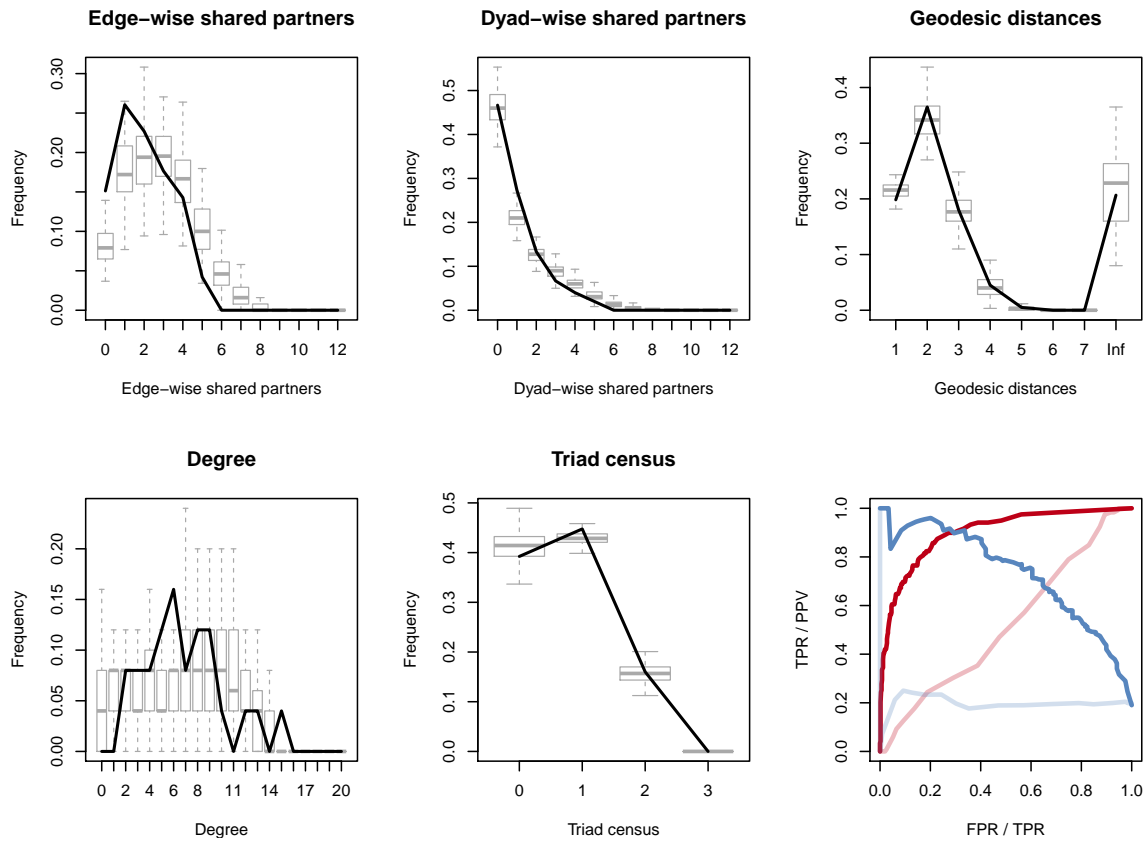 Edge−wise shared partners
Frequency
0.00
0.10
0.20
0.30
0 2 4 6 8 10 12
Edge−wise shared partners
Dyad−wise shared partners
Frequency
0.0
0.1
0.2
0.3
0.4
0.5
0 2 4 6 8 10 12
Dyad−wise shared partners
Geodesic distances
Frequency
0.0
0.1
0.2
0.3
0.4
1 2 3 4 5 6 7 Inf
Geodesic distances
Degree
Frequency
0.00
0.05
0.10
0.15
0.20
0 2 4 6 8 11 14 17 20
Degree
Triad census
Frequency
0.0
0.1
0.2
0.3
0.4
0.5
0 1 2 3
Triad census
TPR / PPV
0.0
0.2
0.4
0.6
0.8
1.0
0.0 0.2 0.4 0.6 0.8 1.0
FPR / TPR